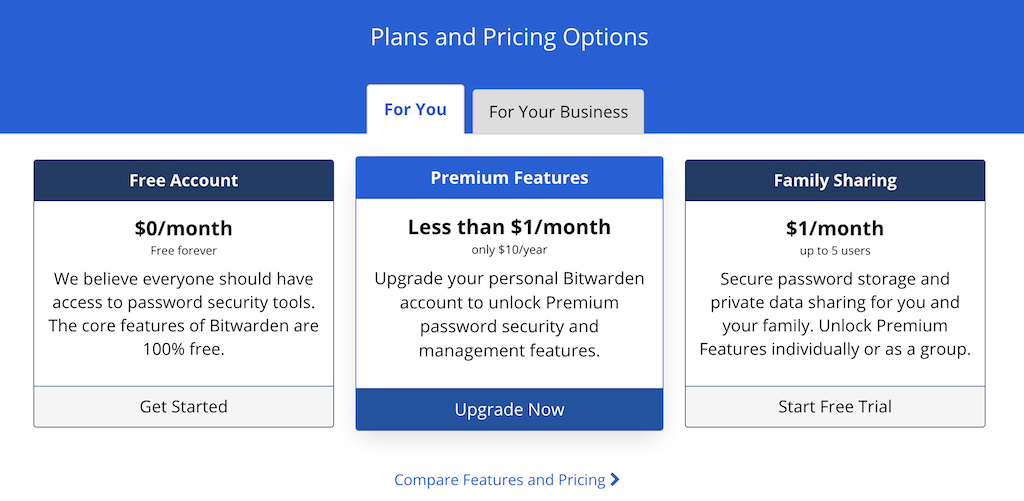 Plans and Pricing Options
For You
For Your Business
Free Account
$0/month
Free forever
We believe everyone should have
access to password security tools.
The core features of Bitwarden are
100% free.
Get Started
Premium Features
Less than $1/month
only $10/year
Upgrade your personal Bitwarden
account to unlock Premium
password security and
management features.
Upgrade Now
Family Sharing
$1/month
up to 5 users
Secure password storage and
private data sharing for you and
your family. Unlock Premium
Features individually or as a group.
Start Free Trial
Compare Features and Pricing